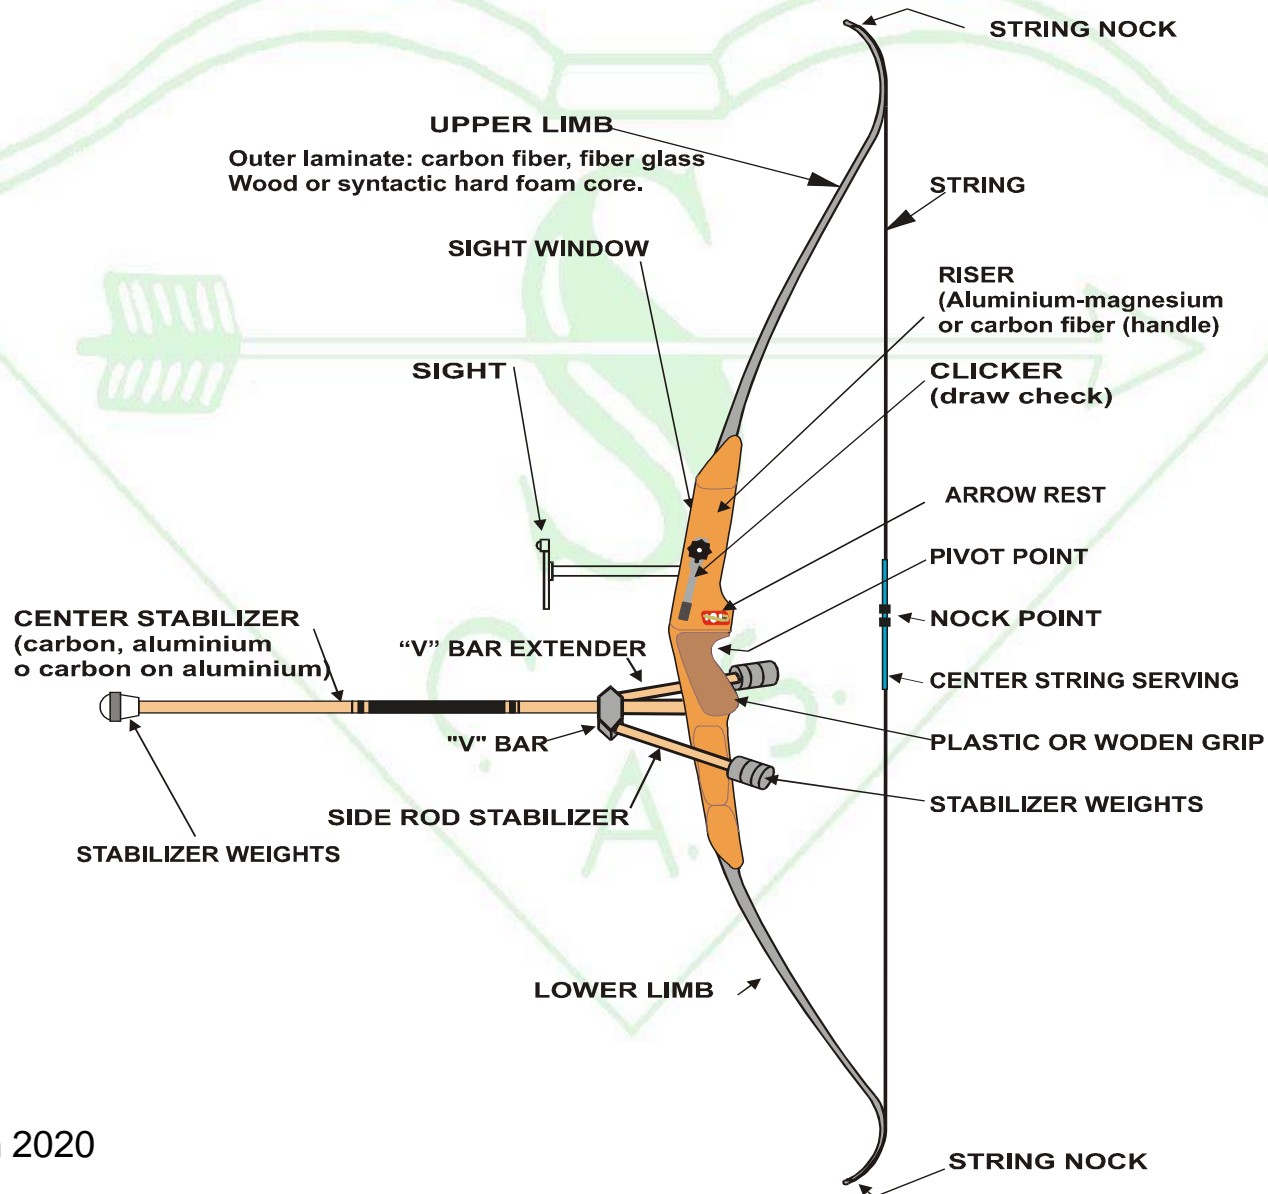 STRING NOCK
UPPER LIMB
Outer laminate: carbon fiber, fiber glass
Wood or syntactic hard foam core.
STRING
SIGHT WINDOW
RISER
(Aluminium-magnesium
or carbon fiber (handle)
SIGHT
CLICKER
(draw check)
ARROW REST
PIVOT POINT
CENTER STABILIZER
(carbon, aluminium
o carbon on aluminium)
NOCK POINT
“V” BAR EXTENDER
CENTER STRING SERVING
"V" BAR
PLASTIC OR WODEN GRIP
SIDE ROD STABILIZER
STABILIZER WEIGHTS
STABILIZER WEIGHTS
LOWER LIMB
2020
STRING NOCK
S
C.
A.